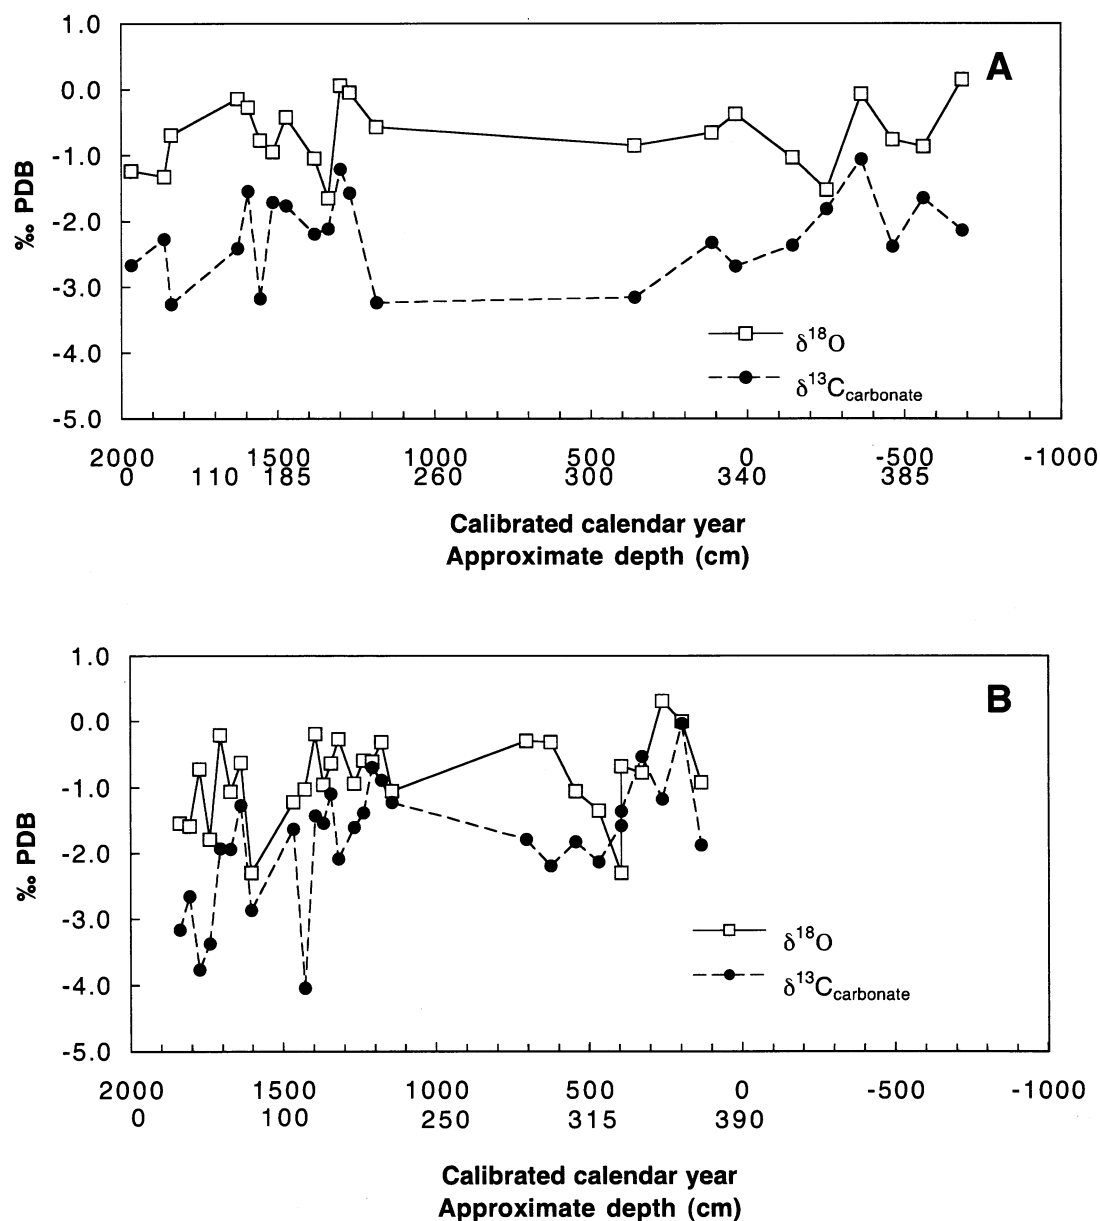 1.0
A
0.0
-1.0
‰ PDB
-2.0
-3.0
δ18O
-4.0
δ13Ccarbonate
-5.0
2000 1500 1000 500 0 -500 -1000
0 110 185 260 300 340 385
Calibrated calendar year
Approximate depth (cm)
1.0
B
0.0
-1.0
‰ PDB
-2.0
-3.0
δ18O
-4.0
δ13Ccarbonate
-5.0
2000 1500 1000 500 0 -500 -1000
0 100 250 315 390
Calibrated calendar year
Approximate depth (cm)